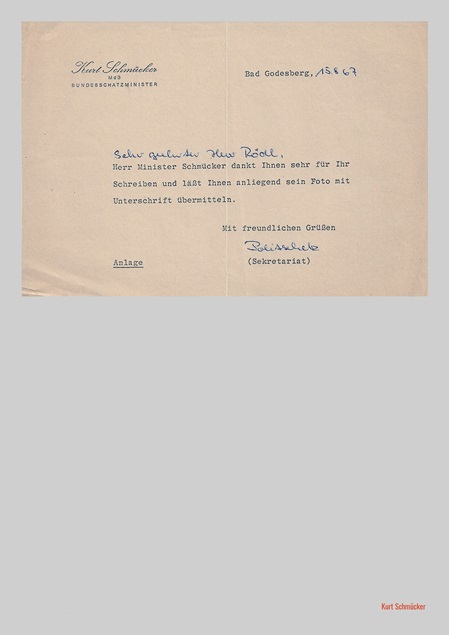 Kurt Schmücker
MdB
BUNDESSCHATZMINISTER
Bad Godesberg, 15.8.67
Sehr geehrter Herr Rödl,
Herr Minister Schmücker dankt Ihnen sehr für Ihr
Schreiben und läßt Ihnen anliegend sein Foto mit
Unterschrift übermitteln.
Mit freundlichen Grüßen
(Sekretariat)
Anlage
Kurt Schmücker